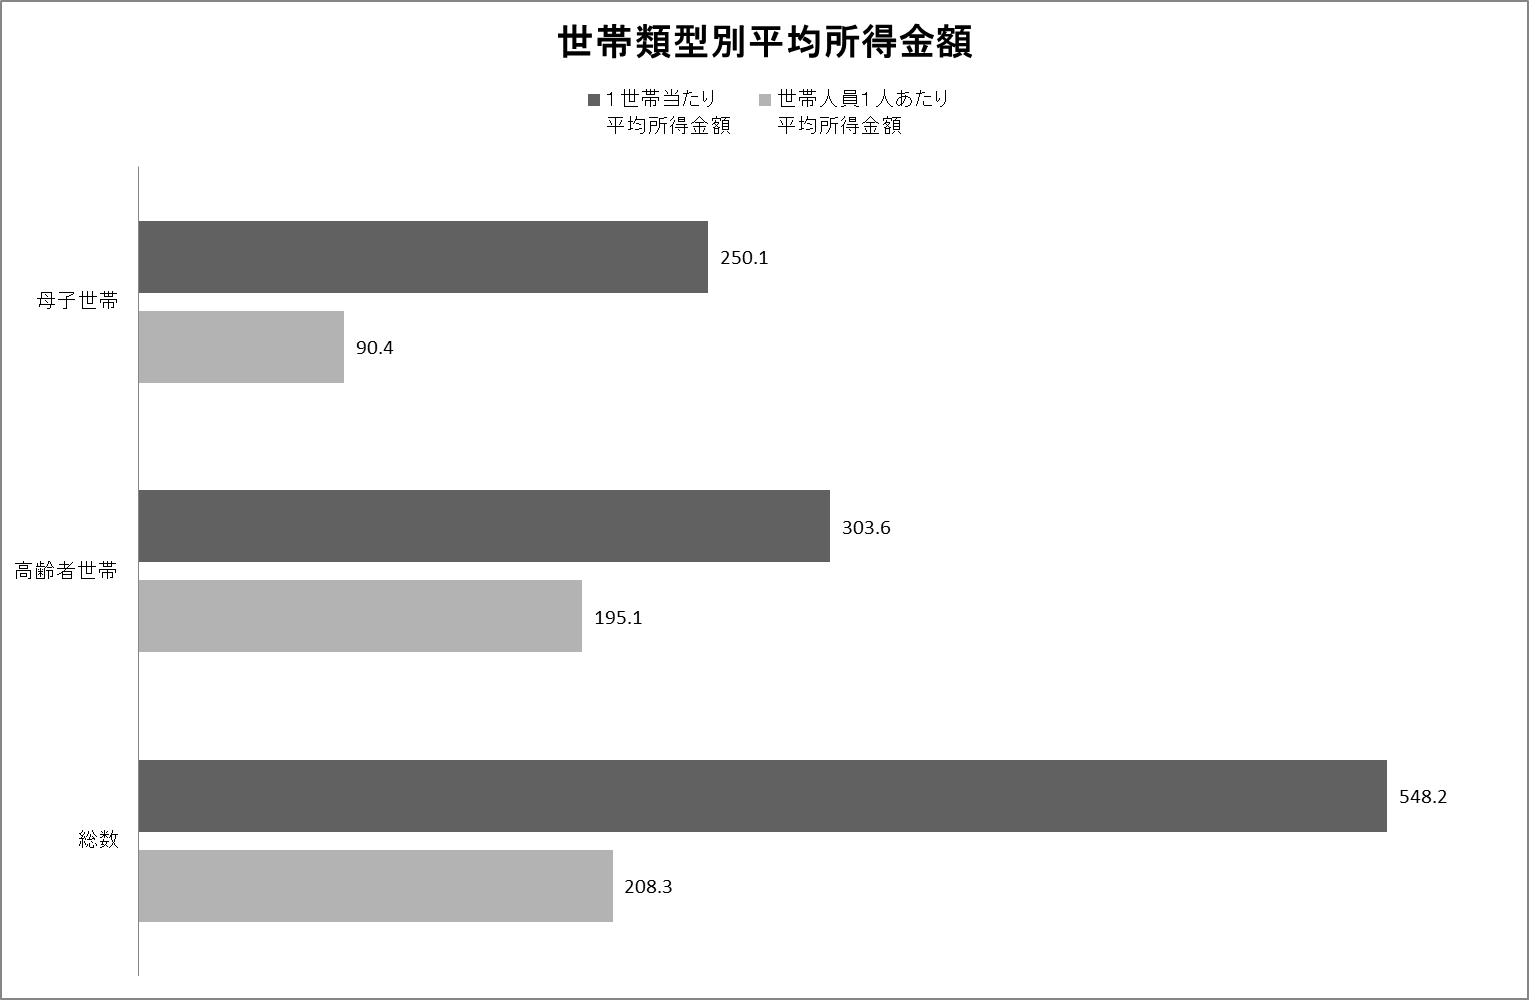 世帯類型別平均所得金額
１世帯当たり
平均所得金額
世帯人員１人あたり
平均所得金額
母子世帯
250.1
90.4
高齢者世帯
303.6
195.1
総数
548.2
208.3